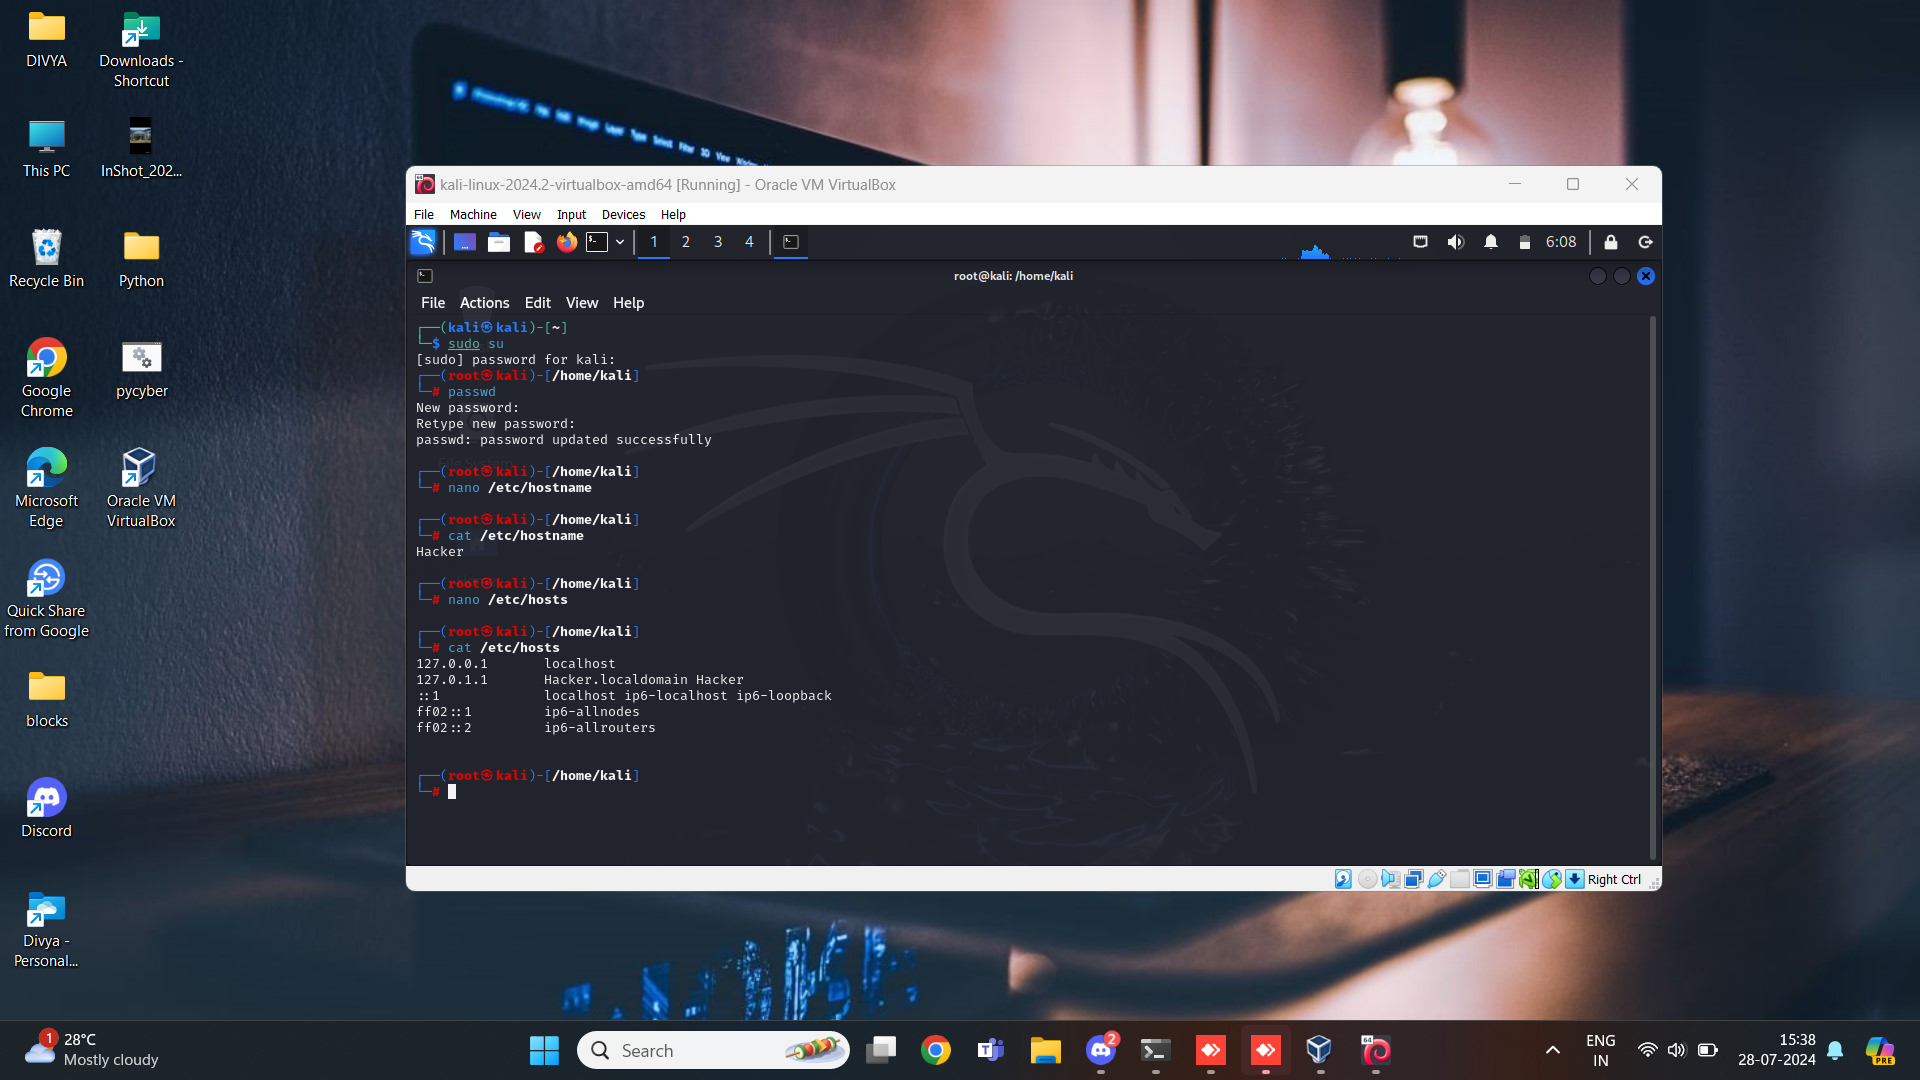 DIVYA
Downloads -
Shortcut
This PC
InShot_202...
Recycle Bin
Python
Google
Chrome
pycyber
Microsoft
Edge
Oracle VM
VirtualBox
Quick Share
from Google
blocks
Discord
Divya -
Personal...
Type Select Filter 3D View
kali-linux-2024.2-virtualbox-amd64 [Running] - Oracle VM VirtualBox
File Machine View Input Devices Help
1 2 3 4
6:08
root@kali: /home/kali
File Actions Edit View Help
┌──(kali㉿kali)-[~]
└─$ sudo su
[sudo] password for kali:
┌──(root㉿kali)-[/home/kali]
└─# passwd
New password:
Retype new password:
passwd: password updated successfully
┌──(root㉿kali)-[/home/kali]
└─# nano /etc/hostname
┌──(root㉿kali)-[/home/kali]
└─# cat /etc/hostname
Hacker
┌──(root㉿kali)-[/home/kali]
└─# nano /etc/hosts
┌──(root㉿kali)-[/home/kali]
└─# cat /etc/hosts
127.0.0.1 localhost
127.0.1.1 Hacker.localdomain Hacker
::1 localhost ip6-localhost ip6-loopback
ff02::1 ip6-allnodes
ff02::2 ip6-allrouters
┌──(root㉿kali)-[/home/kali]
└─#
Right Ctrl
1
28°C
Mostly cloudy
Search
2
64
ENG
IN
15:38
28-07-2024
PRE